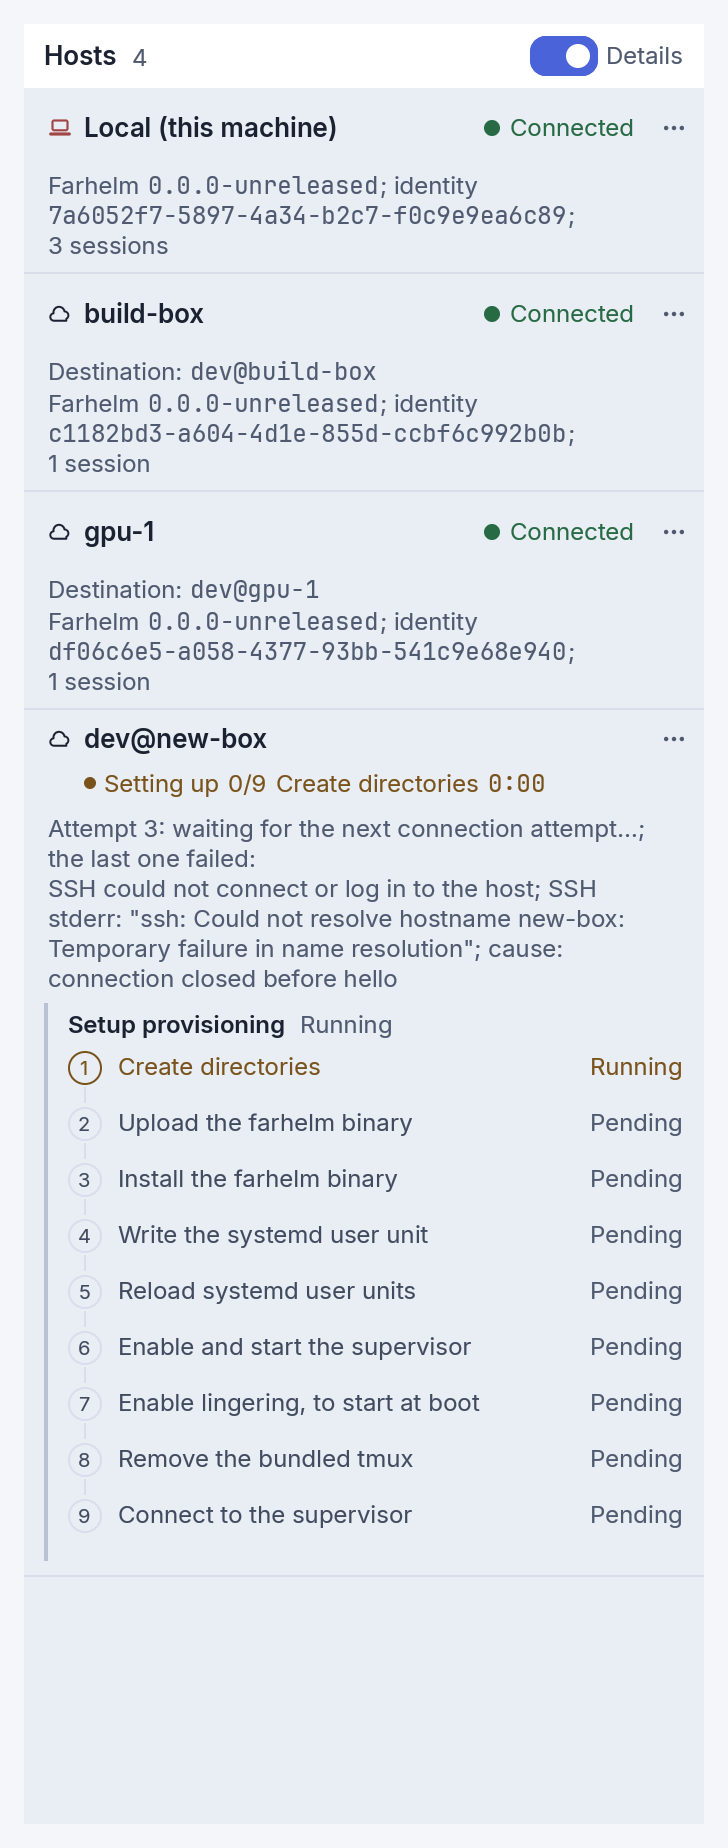 Hosts 4 Details
Local (this machine) Connected
Farhelm 0.0.0-unreleased; identity
7a6052f7-5897-4a34-b2c7-f0c9e9ea6c89;
3 sessions
build-box Connected
Destination: dev@build-box
Farhelm 0.0.0-unreleased; identity
c1182bd3-a604-4d1e-855d-ccbf6c992b0b;
1 session
gpu-1 Connected
Destination: dev@gpu-1
Farhelm 0.0.0-unreleased; identity
df06c6e5-a058-4377-93bb-541c9e68e940;
1 session
dev@new-box
Setting up 0/9 Create directories 0:00
Attempt 3: waiting for the next connection attempt...;
the last one failed:
SSH could not connect or log in to the host; SSH
stderr: "ssh: Could not resolve hostname new-box:
Temporary failure in name resolution"; cause:
connection closed before hello
Setup provisioning Running
1 Create directories Running
2 Upload the farhelm binary Pending
3 Install the farhelm binary Pending
4 Write the systemd user unit Pending
5 Reload systemd user units Pending
6 Enable and start the supervisor Pending
7 Enable lingering, to start at boot Pending
8 Remove the bundled tmux Pending
9 Connect to the supervisor Pending